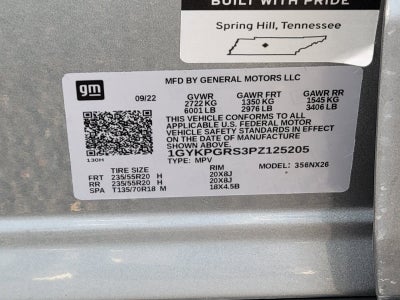 BUILT WITH PRIDE
Spring Hill, Tennessee
gm
MFD BY GENERAL MOTORS LLC
09/22 GVWR GAWR FRT GAWR RR
2722 KG 1350 KG 1545 KG
6001 LB 2976 LB 3406 LB
THIS VEHICLE CONFORMS TO ALL
APPLICABLE U.S. FEDERAL MOTOR
VEHICLE SAFETY STANDARDS IN EFFECT
ON THE DATE OF MANUFACTURE
SHOWN ABOVE.
1GYKPGRS3PZ125205
TYPE: MPV MODEL: 356NX26
130H
TIRE SIZE RIM
FRT 235/55R20 H 20X8J
RR 235/55R20 H 20X8J
SPA T135/70R18 M 18X4.5B